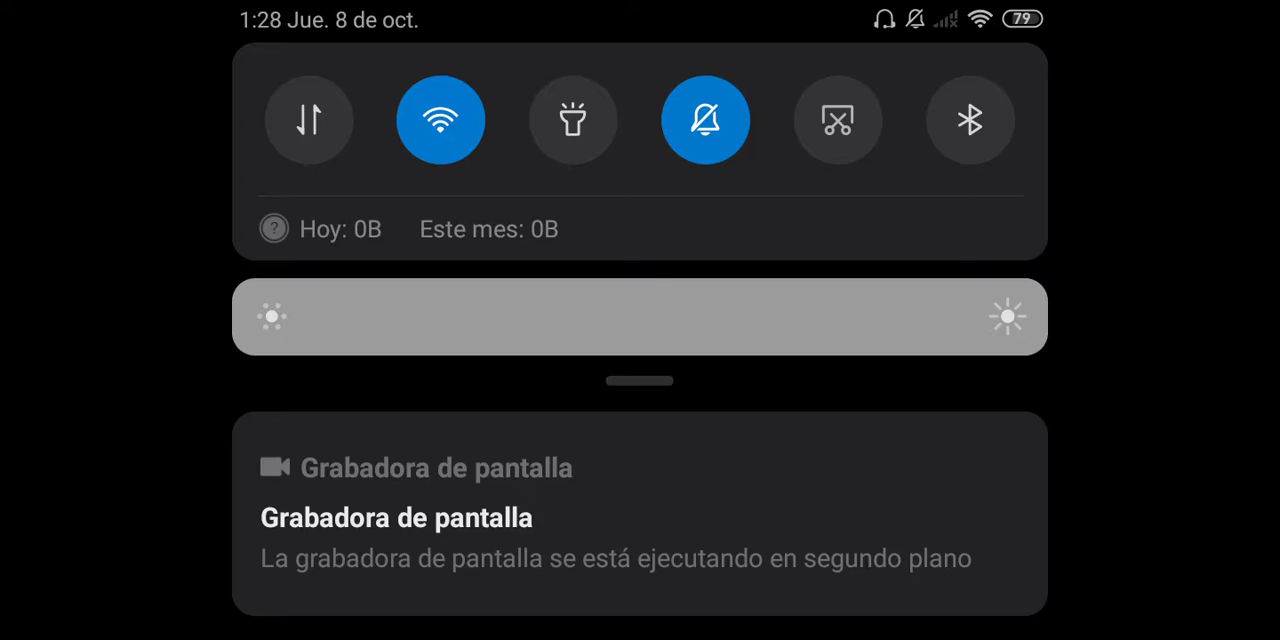 1:28 Jue. 8 de oct. 79
? Hoy: 0B Este mes: 0B
Grabadora de pantalla
Grabadora de pantalla
La grabadora de pantalla se está ejecutando en segundo plano